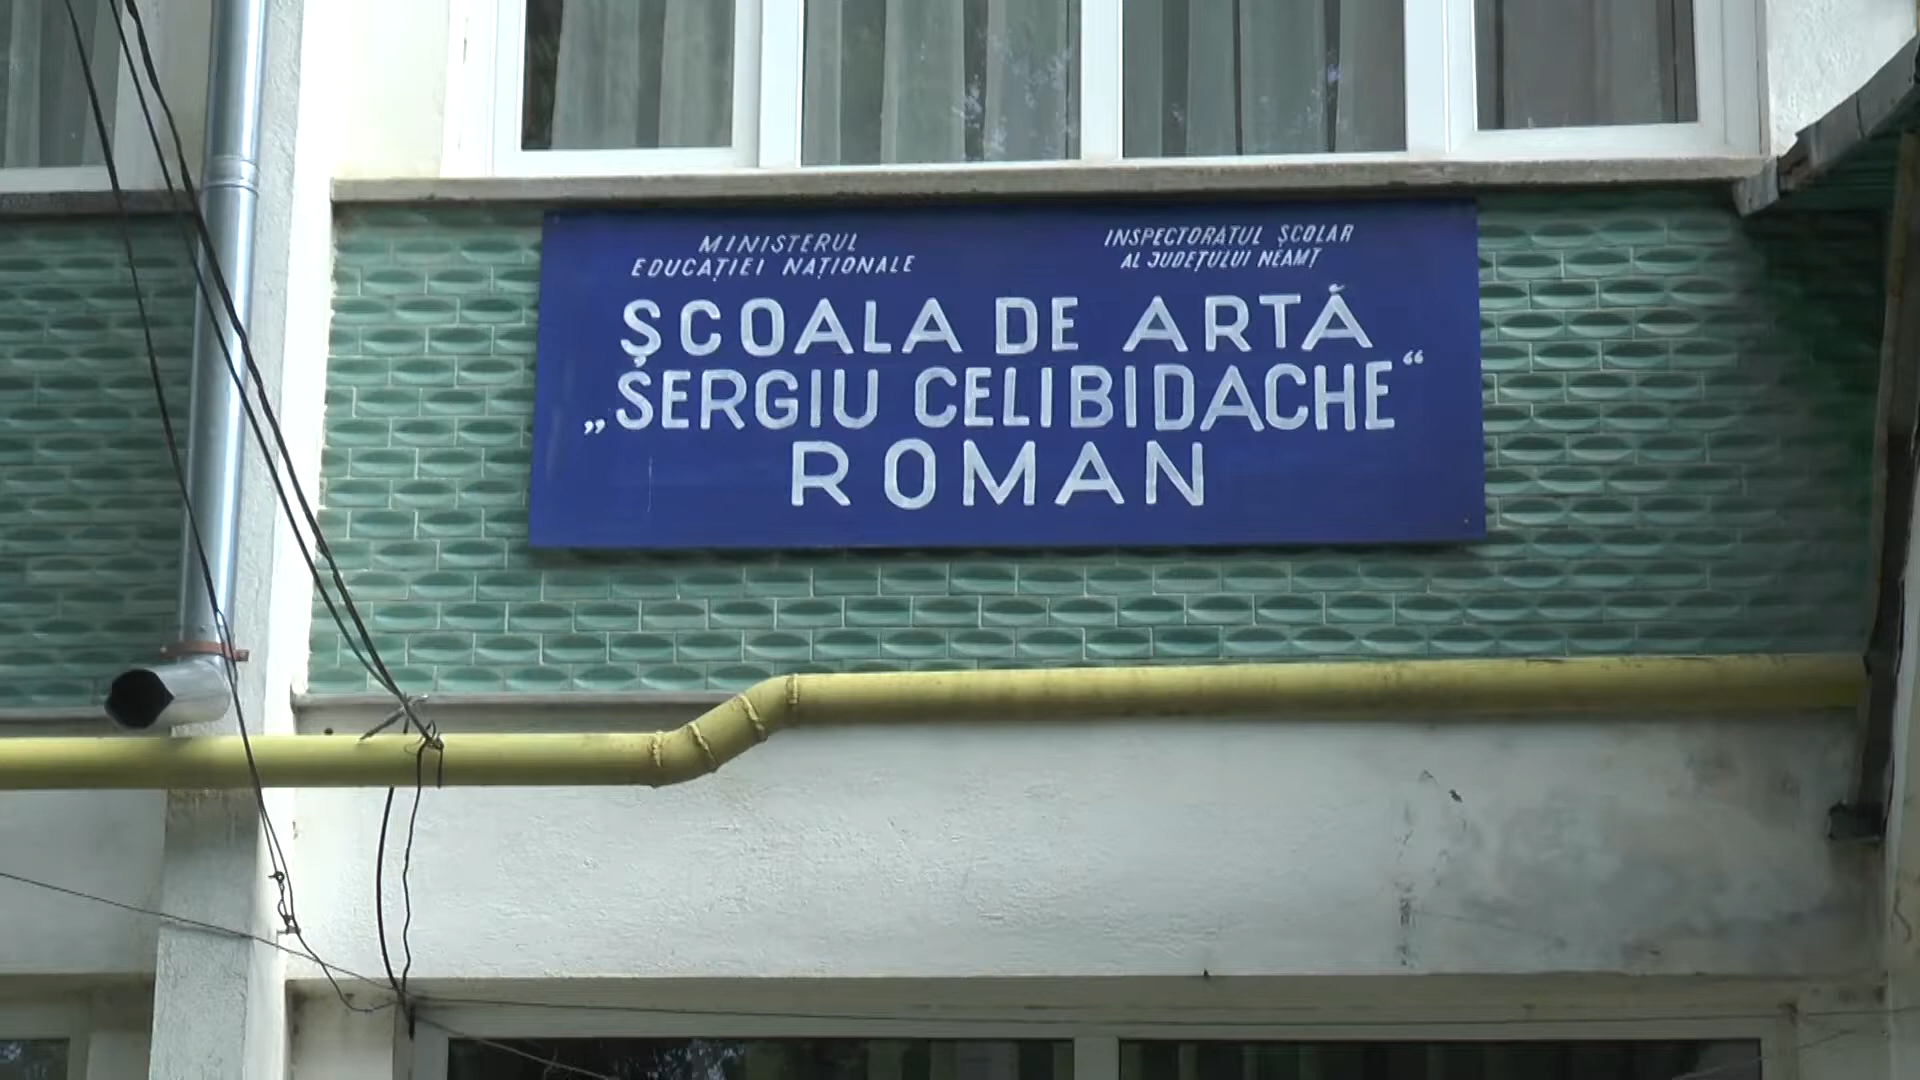 MINISTERUL
EDUCAȚIEI NAȚIONALE
INSPECTORATUL ȘCOLAR
AL JUDEȚULUI NEAMȚ
ȘCOALA DE ARTĂ
„SERGIU CELIBIDACHE“
ROMAN